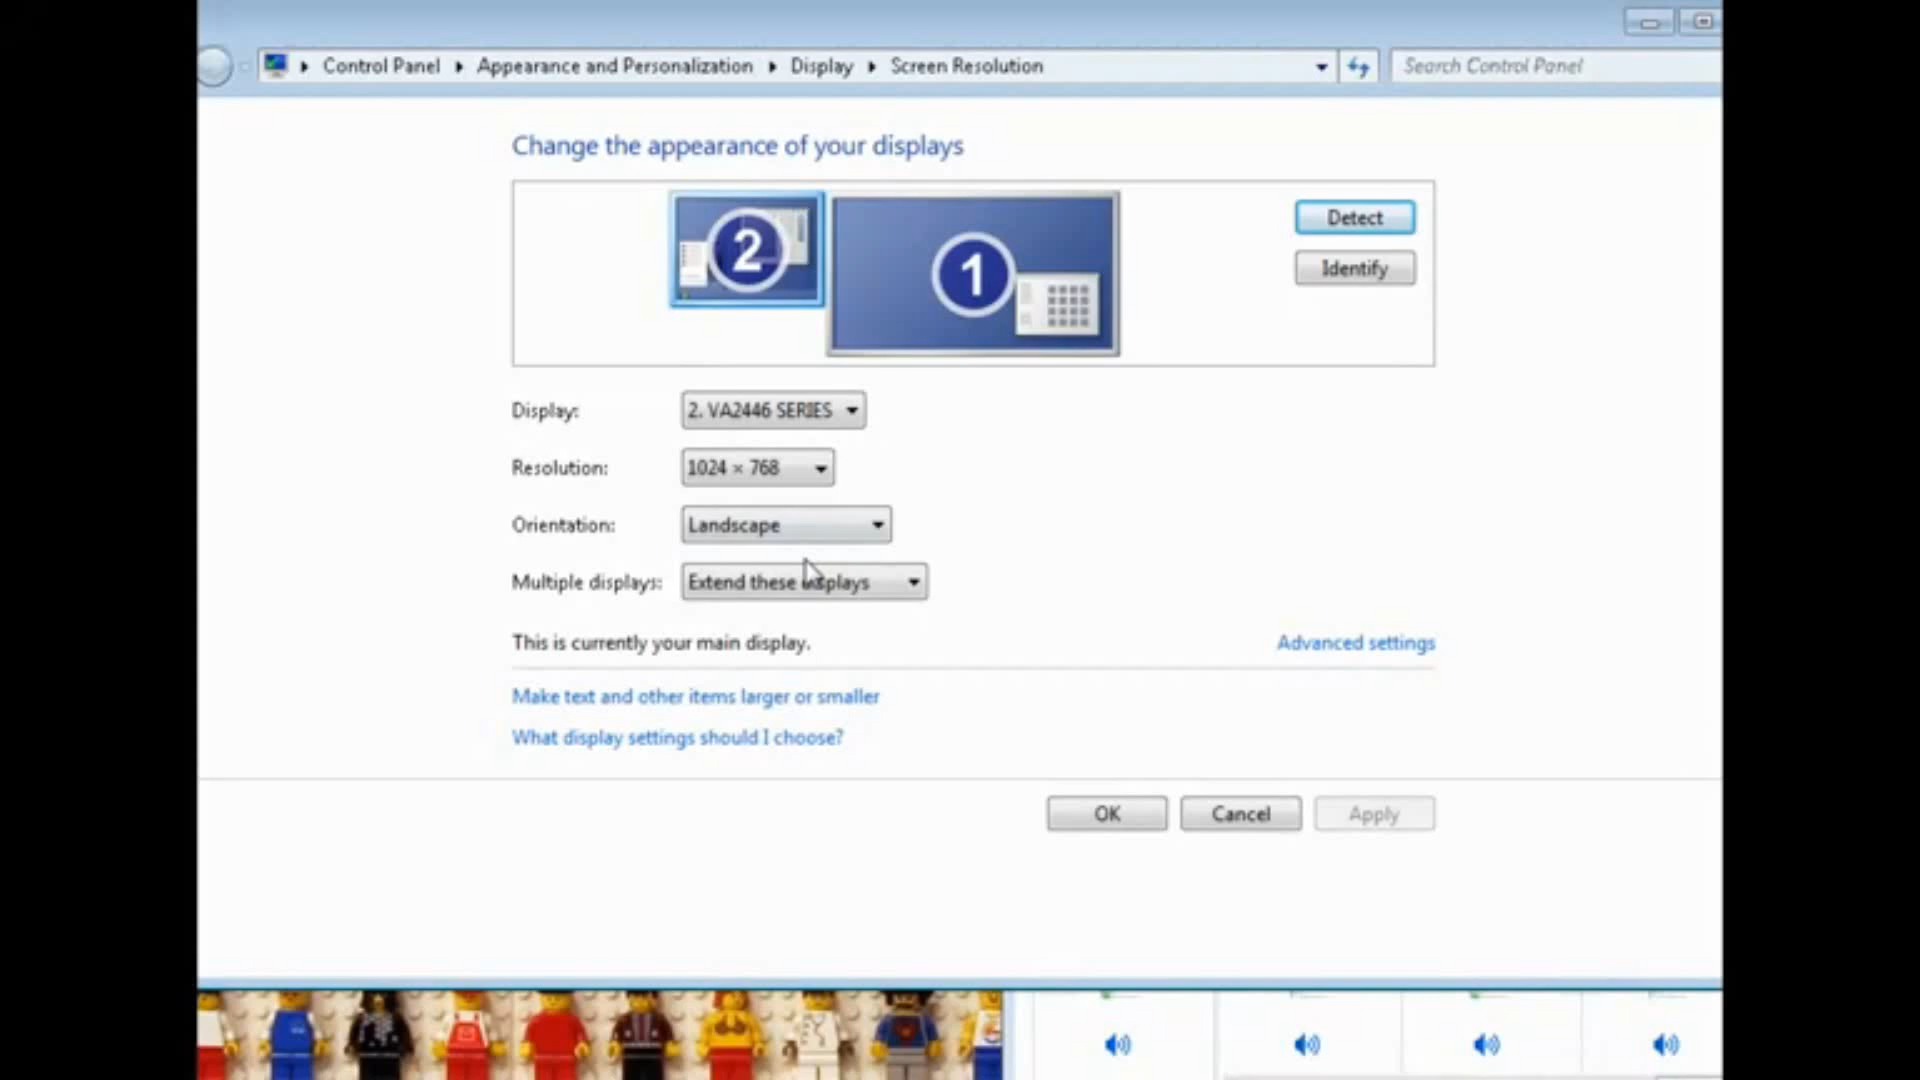 Control Panel Appearance and Personalization Display Screen Resolution Search Control Panel
Change the appearance of your displays
2 1 Detect
Identify
Display: 2. VA2446 SERIES
Resolution: 1024 × 768
Orientation: Landscape
Multiple displays: Extend these displays
This is currently your main display. Advanced settings
Make text and other items larger or smaller
What display settings should I choose?
OK Cancel Apply